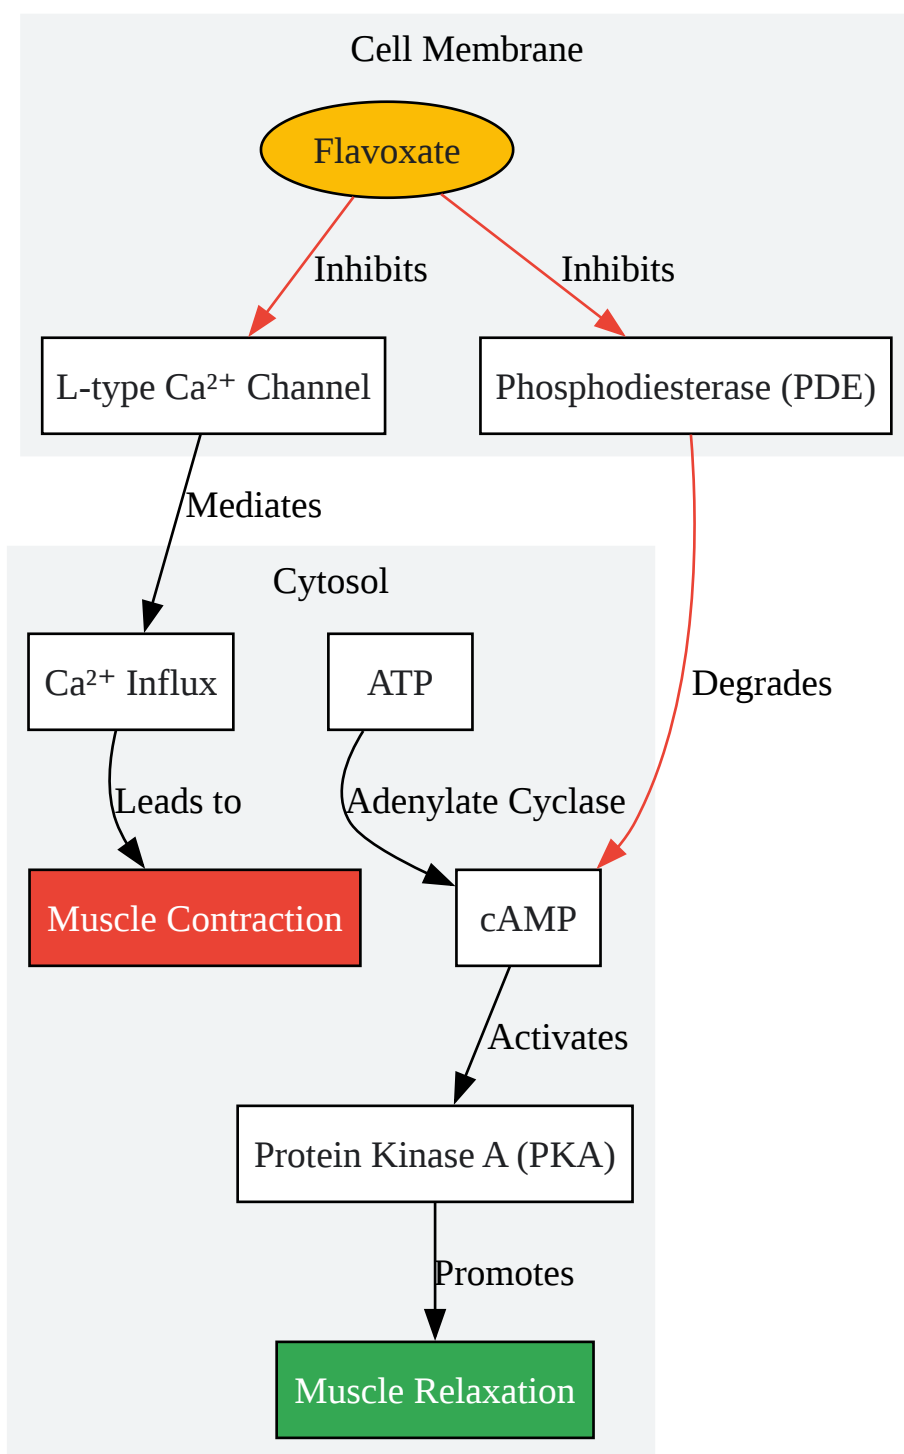 Cell Membrane
Flavoxate
Inhibits
Inhibits
L-type Ca²⁺ Channel
Phosphodiesterase (PDE)
Mediates
Cytosol
Ca²⁺ Influx
ATP
Degrades
Leads to
Adenylate Cyclase
Muscle Contraction
cAMP
Activates
Protein Kinase A (PKA)
Promotes
Muscle Relaxation